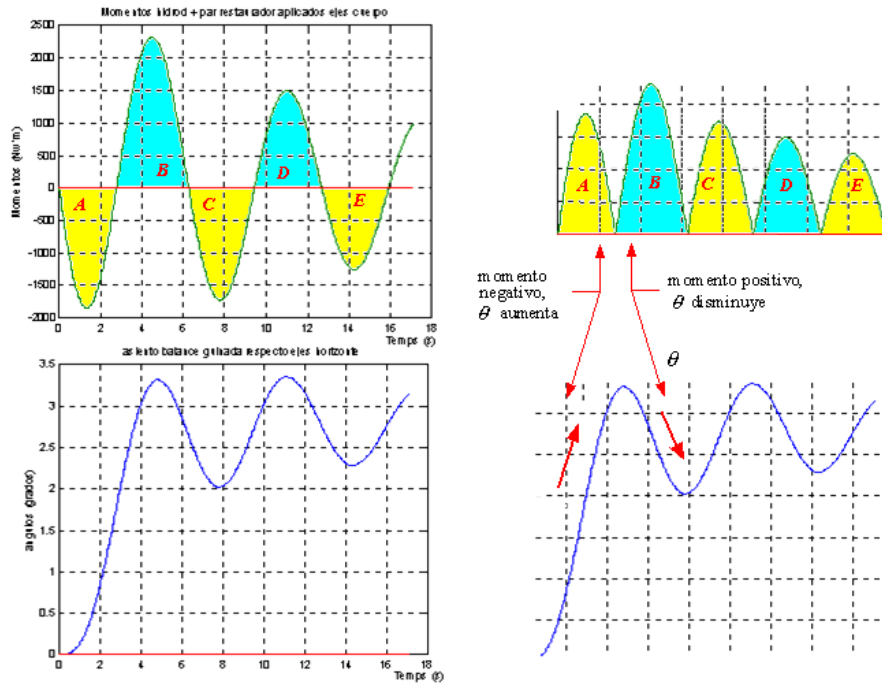 Momentos hidrod + par restaurador aplicados ejes cuerpo
2500
2000
1500
1000
500
0
-500
-1000
-1500
-2000
Momentos (Nw*m)
A
B
C
D
E
0 2 4 6 8 10 12 14 16 18
Temps (s)
asiento balance guiñada respecto ejes horizonte
3.5
3
2.5
2
1.5
1
0.5
0
angulos (grados)
0 2 4 6 8 10 12 14 16 18
Temps (s)
A
B
C
D
E
momento
negativo,
θ aumenta
momento positivo,
θ disminuye
θ